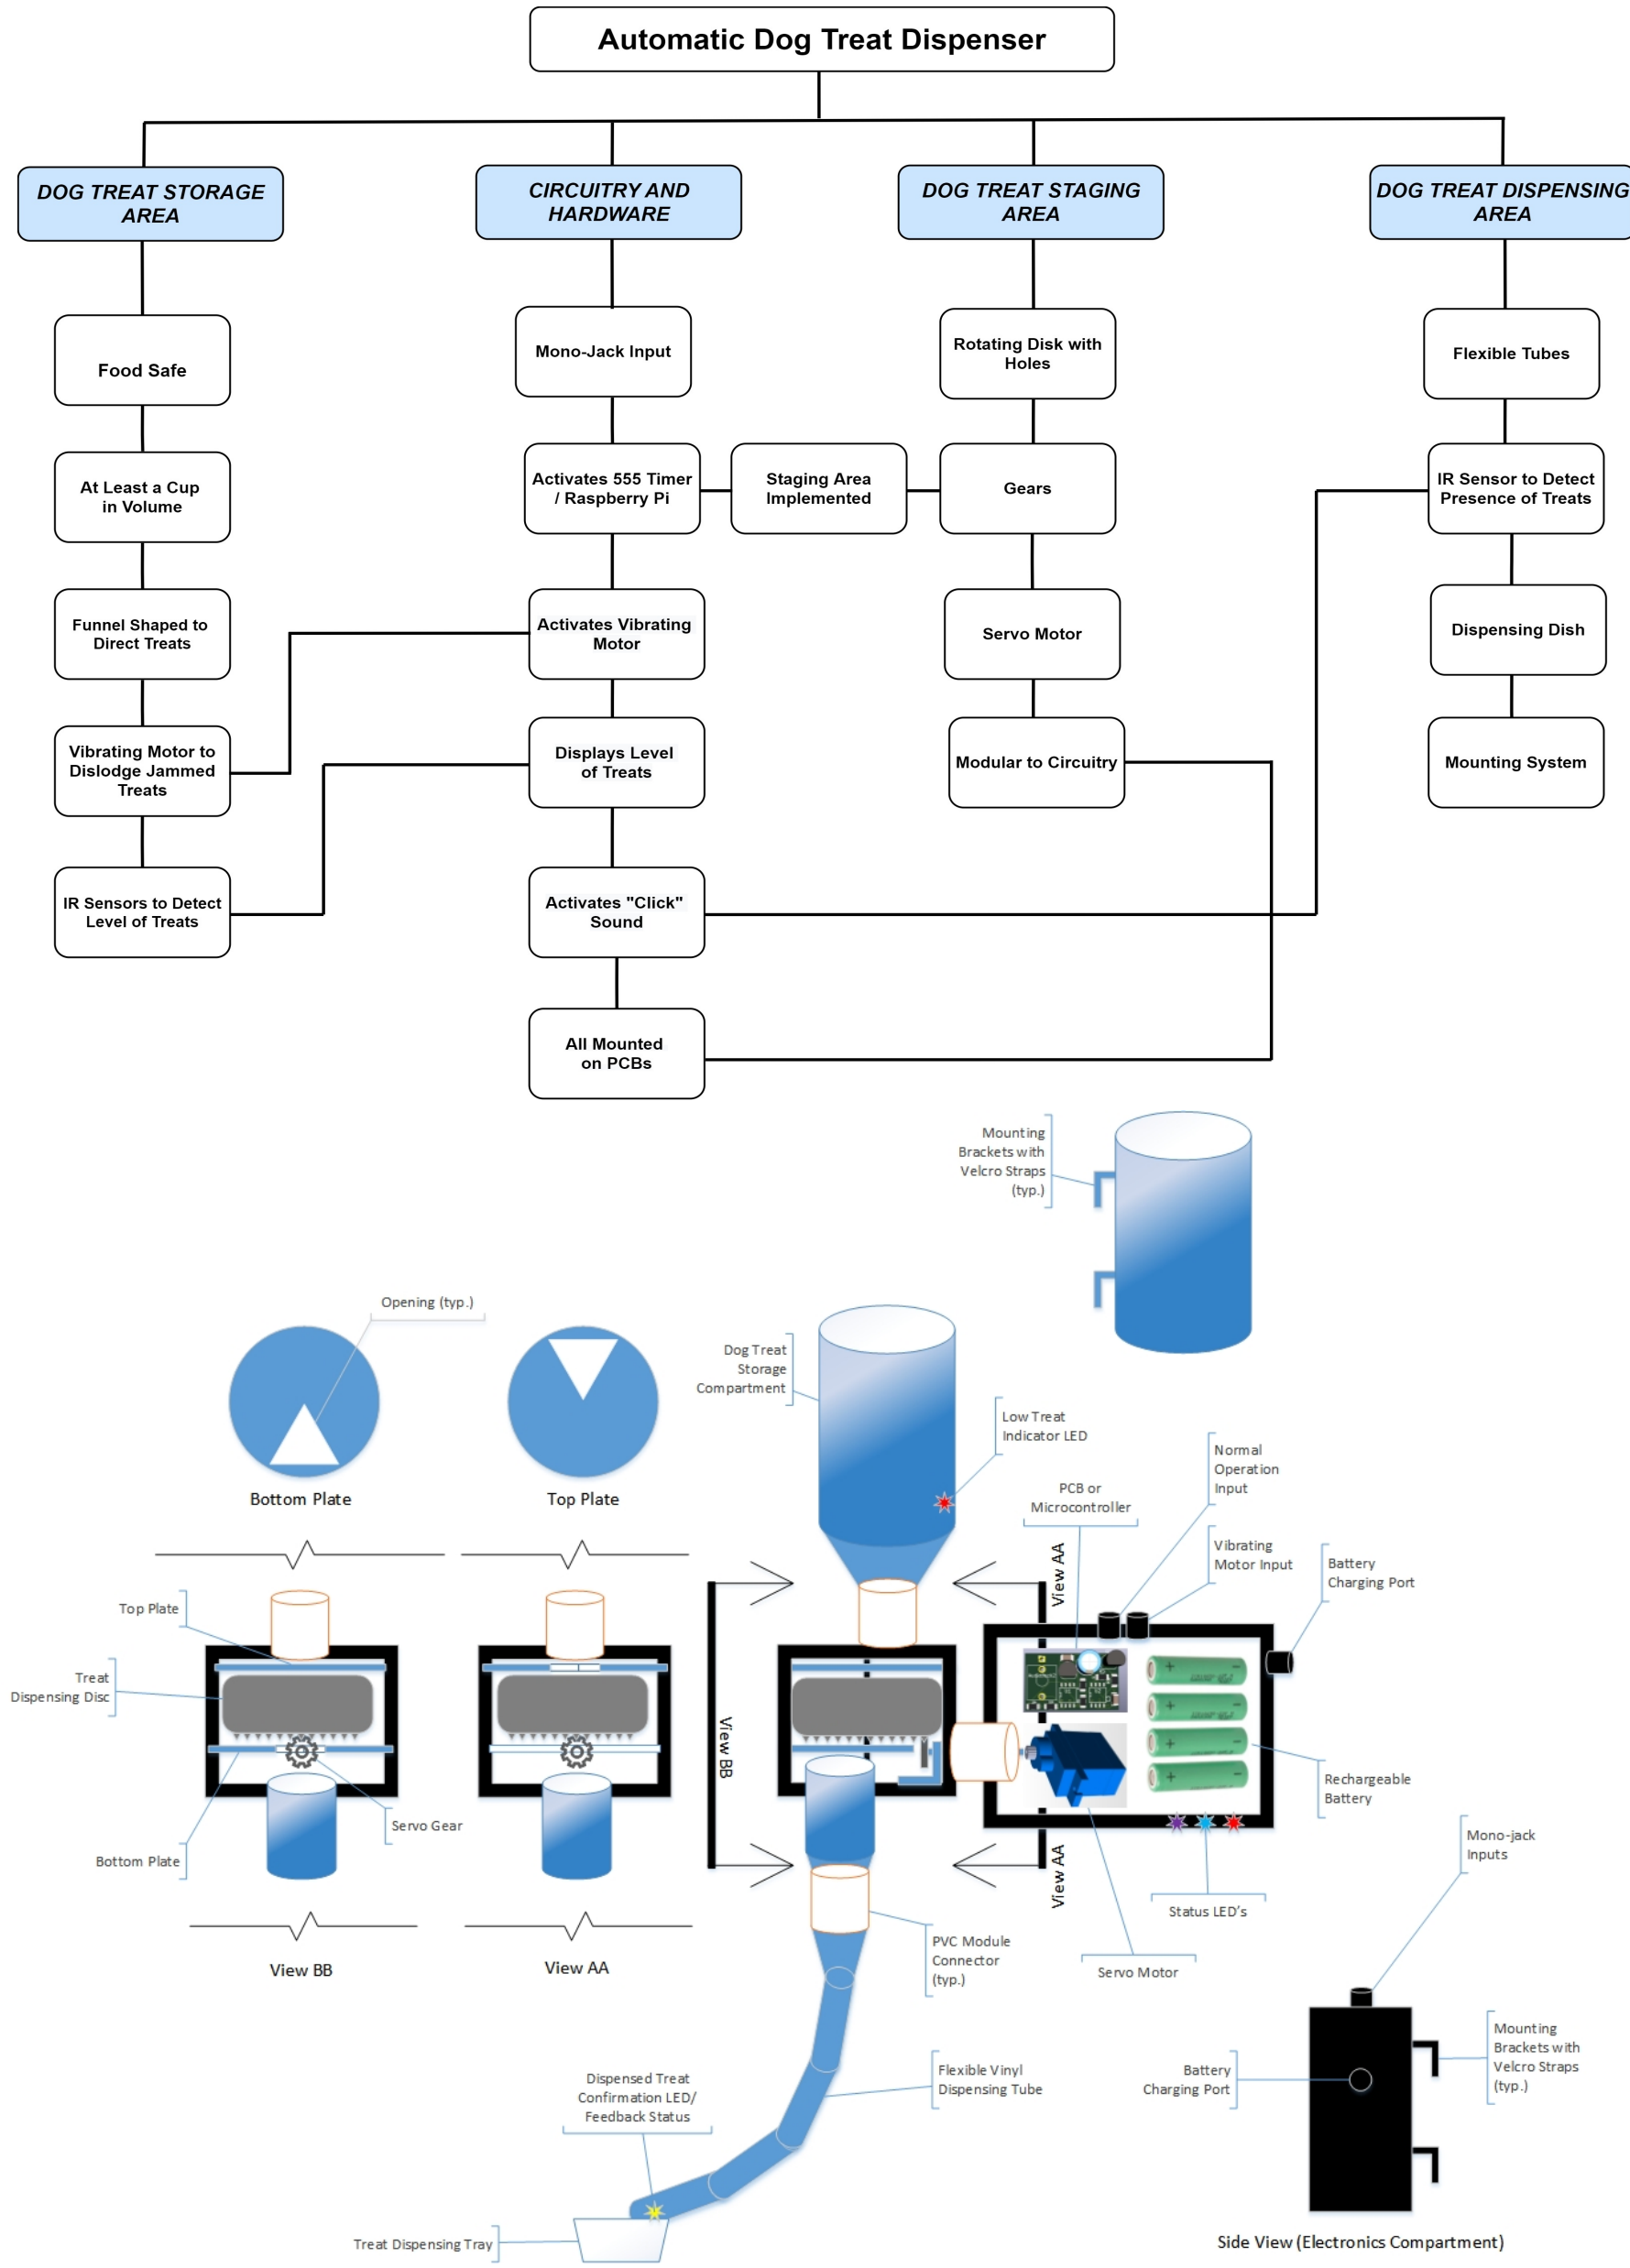 Automatic Dog Treat Dispenser
DOG TREAT STORAGE
AREA
CIRCUITRY AND
HARDWARE
DOG TREAT STAGING
AREA
DOG TREAT DISPENSING
AREA
Food Safe
Mono-Jack Input
Rotating Disk with
Holes
Flexible Tubes
At Least a Cup
in Volume
Activates 555 Timer
/ Raspberry Pi
Staging Area
Implemented
Gears
IR Sensor to Detect
Presence of Treats
Funnel Shaped to
Direct Treats
Activates Vibrating
Motor
Servo Motor
Dispensing Dish
Vibrating Motor to
Dislodge Jammed
Treats
Displays Level
of Treats
Modular to Circuitry
Mounting System
IR Sensors to Detect
Level of Treats
Activates "Click"
Sound
All Mounted
on PCBs
Mounting
Brackets with
Velcro Straps
(typ.)
Opening (typ.)
Dog Treat
Storage
Compartment
Low Treat
Indicator LED
Normal
Operation
Input
PCB or
Microcontroller
Bottom Plate
Top Plate
Vibrating
Motor Input
Battery
Charging Port
View AA
Top Plate
Treat
Dispensing Disc
View BB
Servo Gear
Bottom Plate
Rechargeable
Battery
Mono-jack
Inputs
View AA
Status LED's
PVC Module
Connector
(typ.)
Servo Motor
View BB
View AA
Mounting
Brackets with
Velcro Straps
(typ.)
Battery
Charging Port
Flexible Vinyl
Dispensing Tube
Dispensed Treat
Confirmation LED/
Feedback Status
Treat Dispensing Tray
Side View (Electronics Compartment)